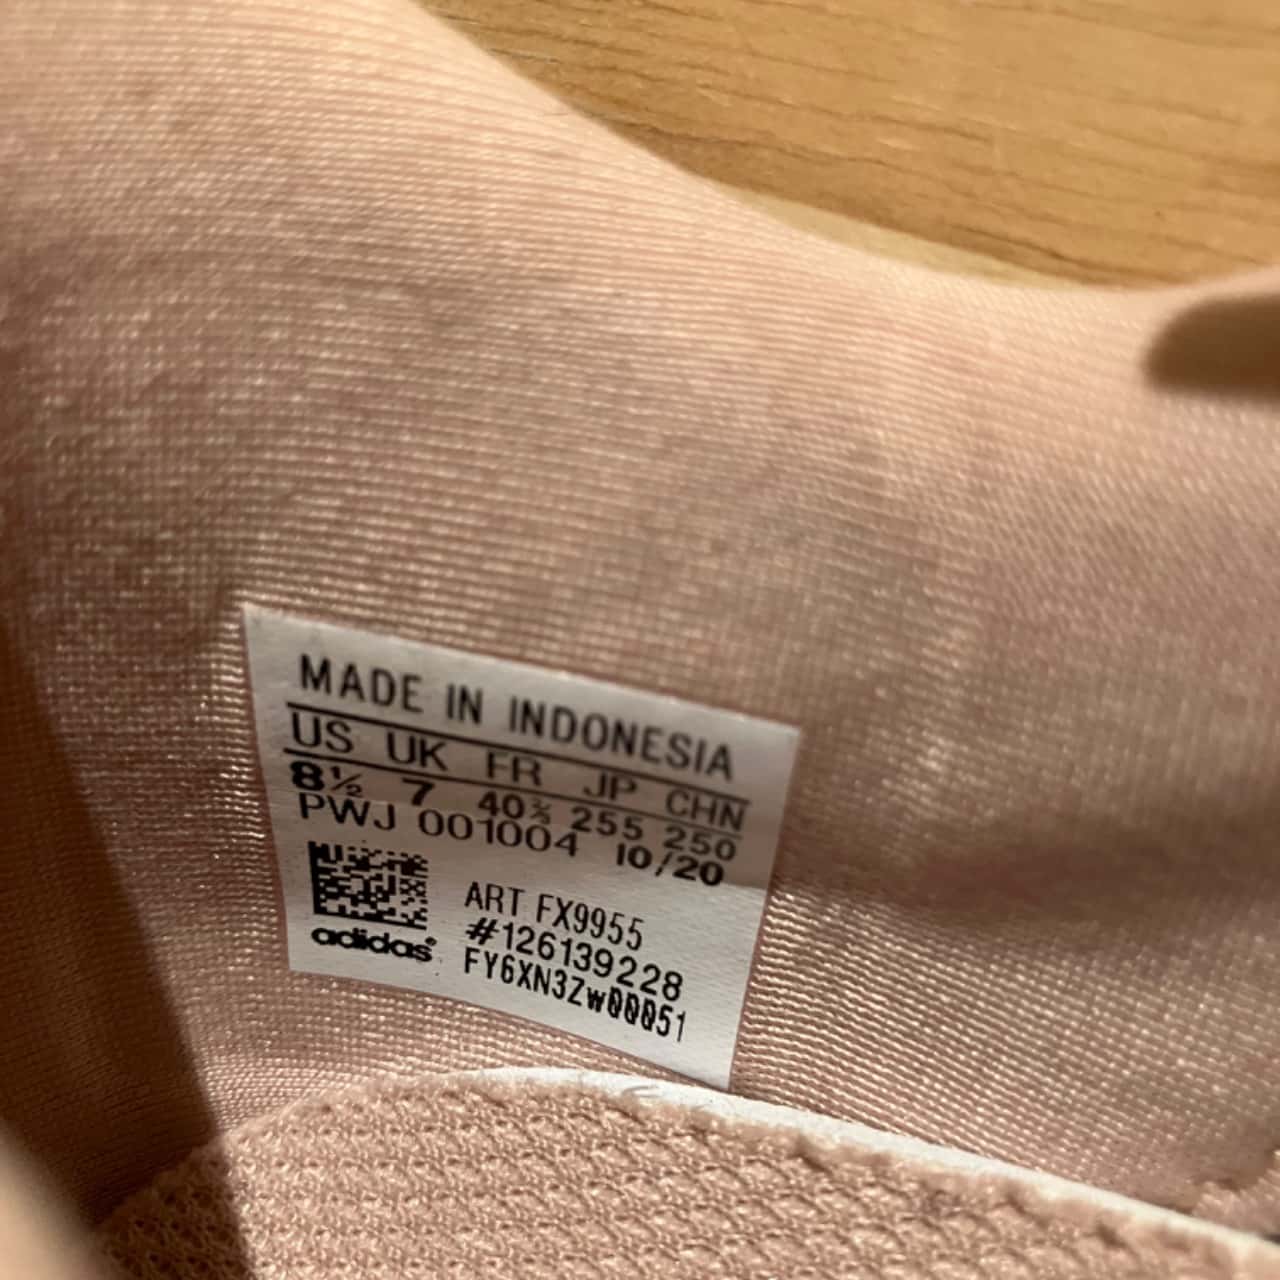 MADE IN INDONESIA
US UK FR JP CHN
8½ 7 40⅔ 255 250
PWJ 001004 10/20
ART FX9955
#126139228
FY6XN3Zw00051
adidas®